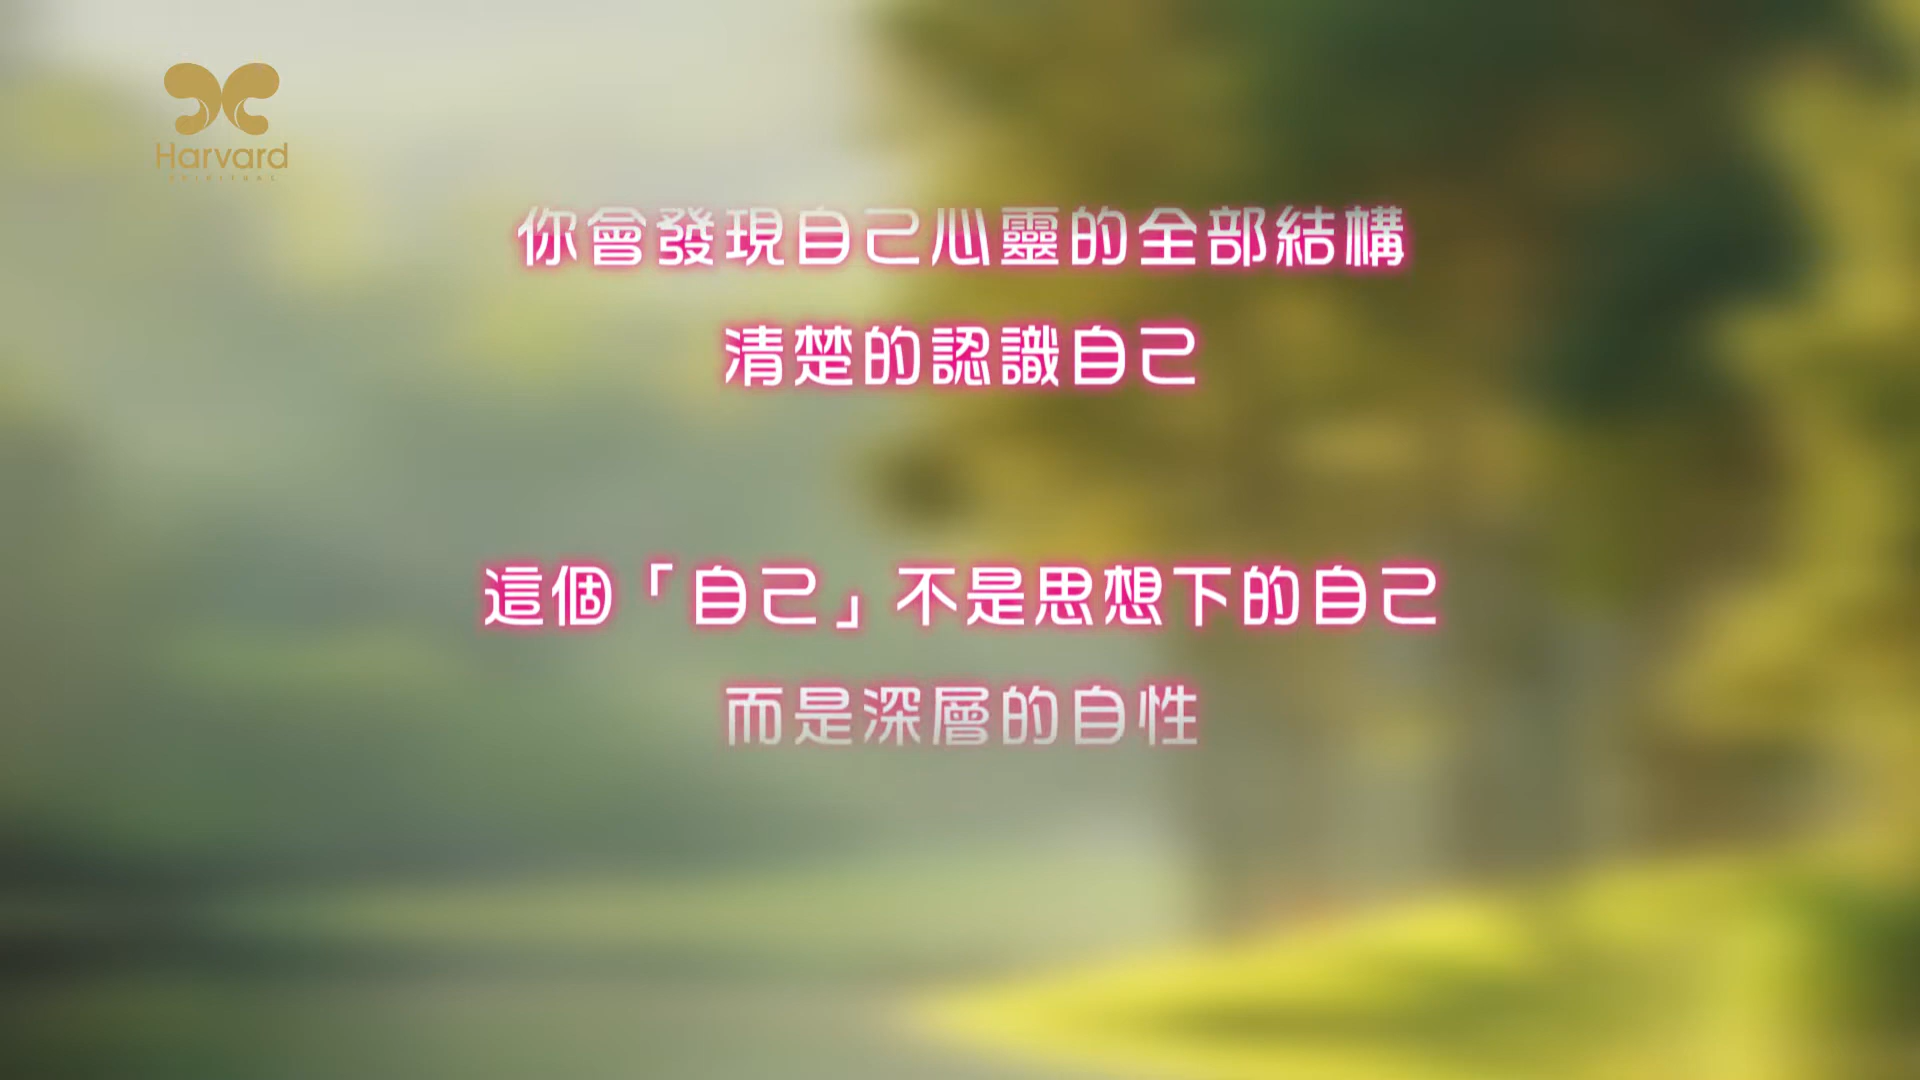 Harvard
SPIRITUAL
你會發現自己心靈的全部結構
清楚的認識自己
這個「自己」不是思想下的自己
而是深層的自性